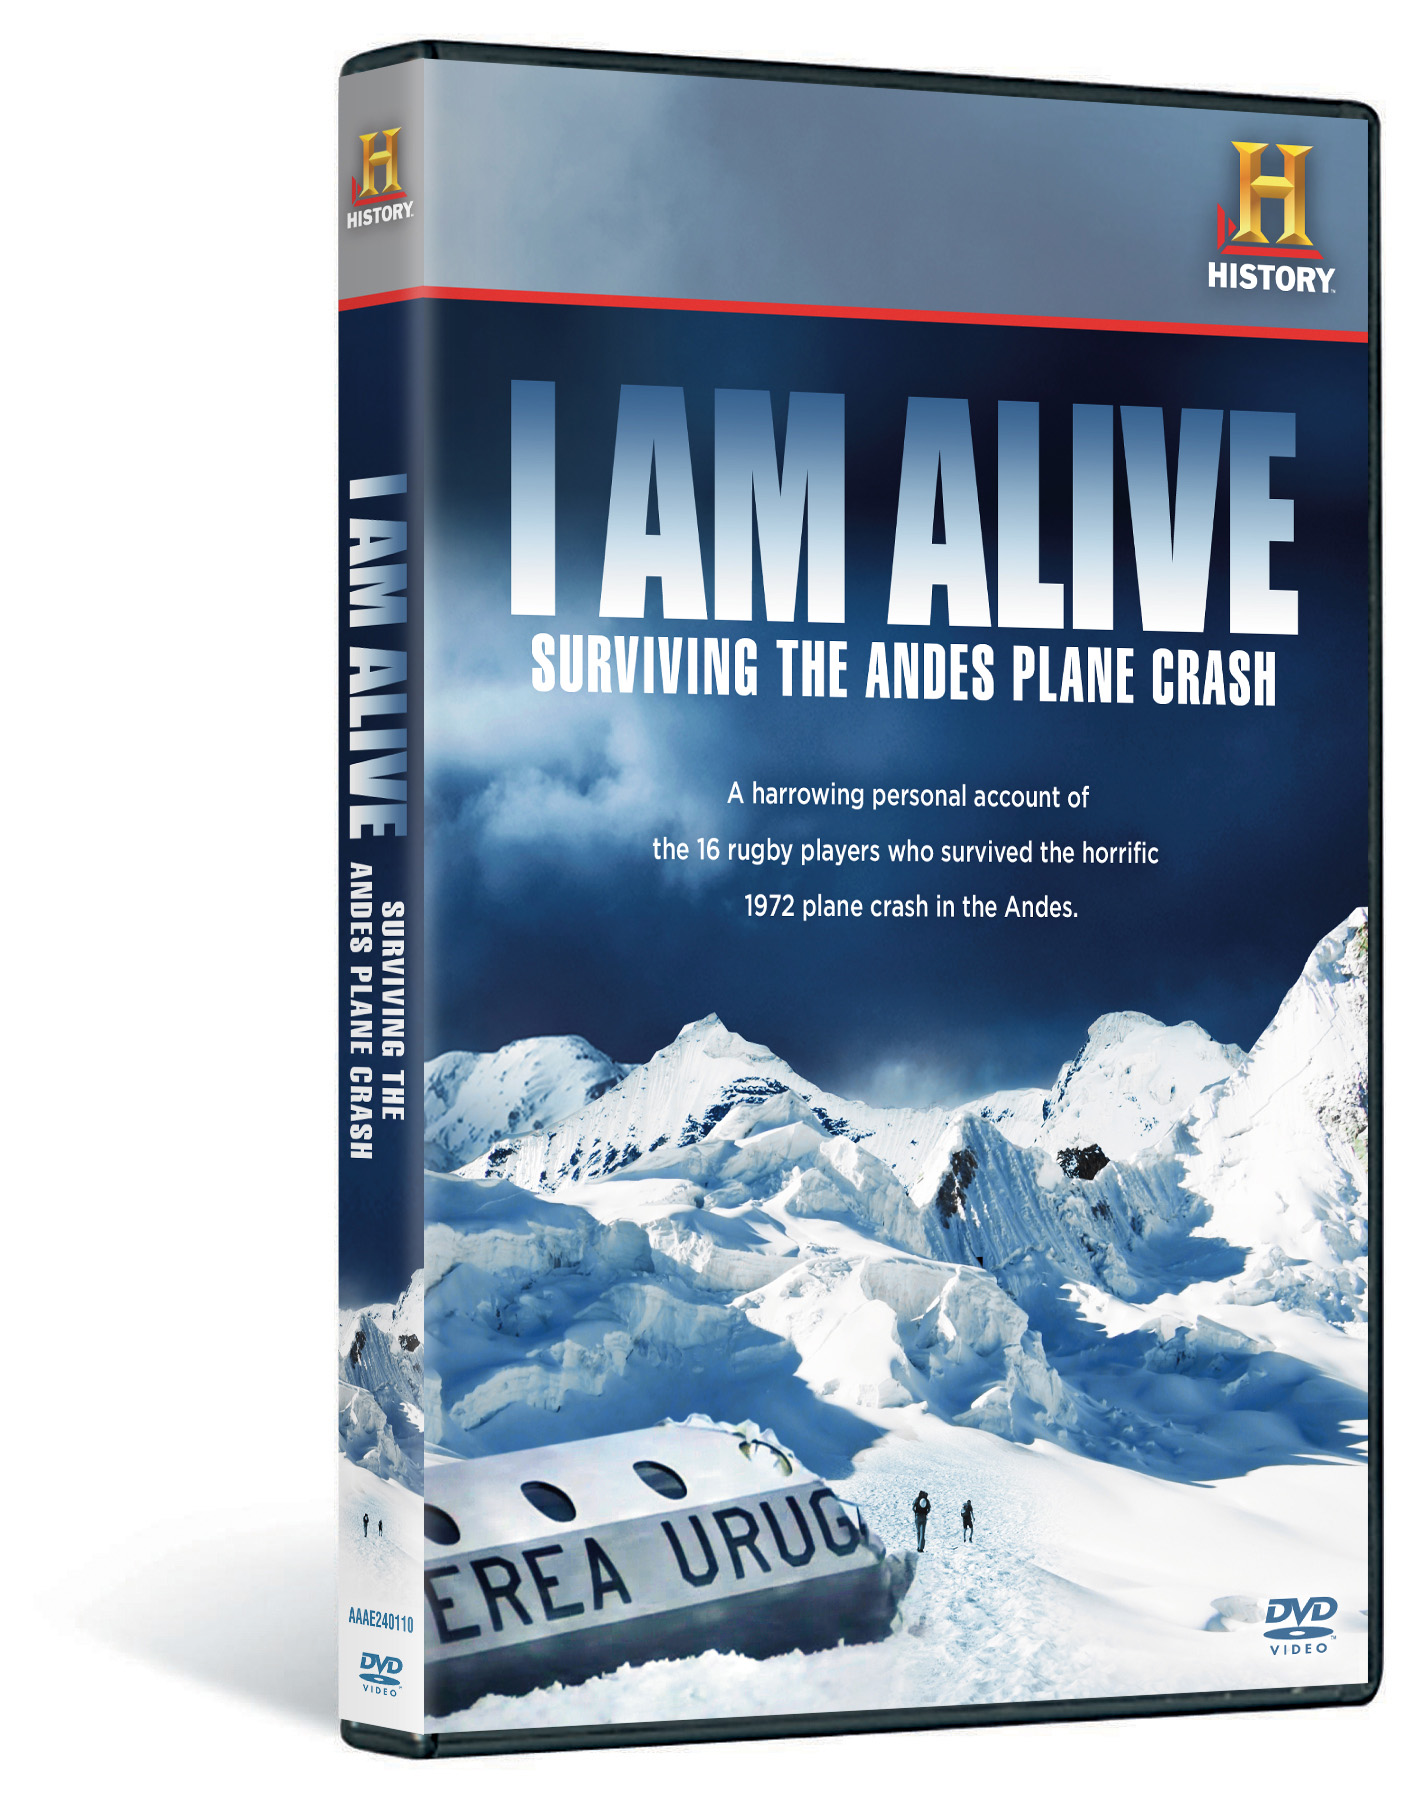 H
HISTORY
I AM ALIVE
SURVIVING THE
ANDES PLANE CRASH
AAAE240110
DVD
VIDEO
H
HISTORY
I AM ALIVE
SURVIVING THE ANDES PLANE CRASH
A harrowing personal account of
the 16 rugby players who survived the horrific
1972 plane crash in the Andes.
EREA URUG
DVD
VIDEO